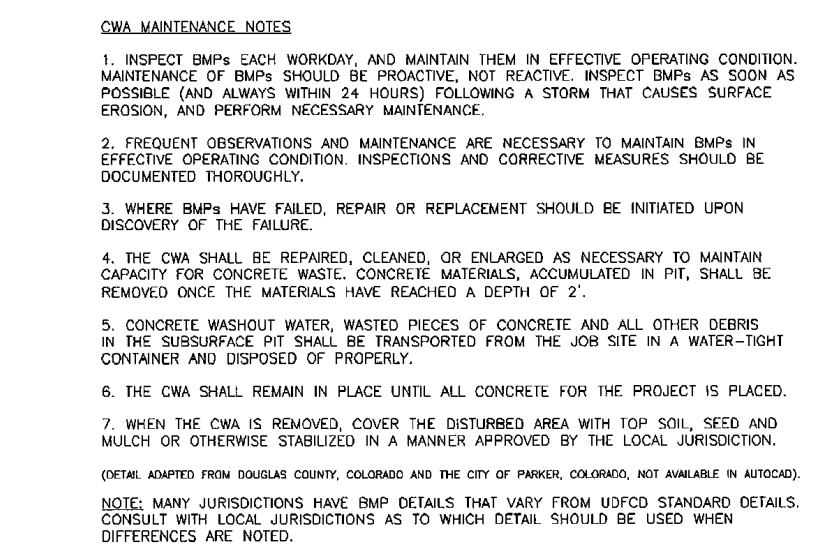 CWA MAINTENANCE NOTES
1. INSPECT BMPs EACH WORKDAY, AND MAINTAIN THEM IN EFFECTIVE OPERATING CONDITION.
MAINTENANCE OF BMPs SHOULD BE PROACTIVE, NOT REACTIVE. INSPECT BMPs AS SOON AS
POSSIBLE (AND ALWAYS WITHIN 24 HOURS) FOLLOWING A STORM THAT CAUSES SURFACE
EROSION, AND PERFORM NECESSARY MAINTENANCE.
2. FREQUENT OBSERVATIONS AND MAINTENANCE ARE NECESSARY TO MAINTAIN BMPs IN
EFFECTIVE OPERATING CONDITION. INSPECTIONS AND CORRECTIVE MEASURES SHOULD BE
DOCUMENTED THOROUGHLY.
3. WHERE BMPs HAVE FAILED, REPAIR OR REPLACEMENT SHOULD BE INITIATED UPON
DISCOVERY OF THE FAILURE.
4. THE CWA SHALL BE REPAIRED, CLEANED, OR ENLARGED AS NECESSARY TO MAINTAIN
CAPACITY FOR CONCRETE WASTE. CONCRETE MATERIALS, ACCUMULATED IN PIT, SHALL BE
REMOVED ONCE THE MATERIALS HAVE REACHED A DEPTH OF 2'.
5. CONCRETE WASHOUT WATER, WASTED PIECES OF CONCRETE AND ALL OTHER DEBRIS
IN THE SUBSURFACE PIT SHALL BE TRANSPORTED FROM THE JOB SITE IN A WATER-TIGHT
CONTAINER AND DISPOSED OF PROPERLY.
6. THE CWA SHALL REMAIN IN PLACE UNTIL ALL CONCRETE FOR THE PROJECT IS PLACED.
7. WHEN THE CWA IS REMOVED, COVER THE DISTURBED AREA WITH TOP SOIL, SEED AND
MULCH OR OTHERWISE STABILIZED IN A MANNER APPROVED BY THE LOCAL JURISDICTION.
(DETAIL ADAPTED FROM DOUGLAS COUNTY, COLORADO AND THE CITY OF PARKER, COLORADO, NOT AVAILABLE IN AUTOCAD).
NOTE: MANY JURISDICTIONS HAVE BMP DETAILS THAT VARY FROM UDFCD STANDARD DETAILS.
CONSULT WITH LOCAL JURISDICTIONS AS TO WHICH DETAIL SHOULD BE USED WHEN
DIFFERENCES ARE NOTED.